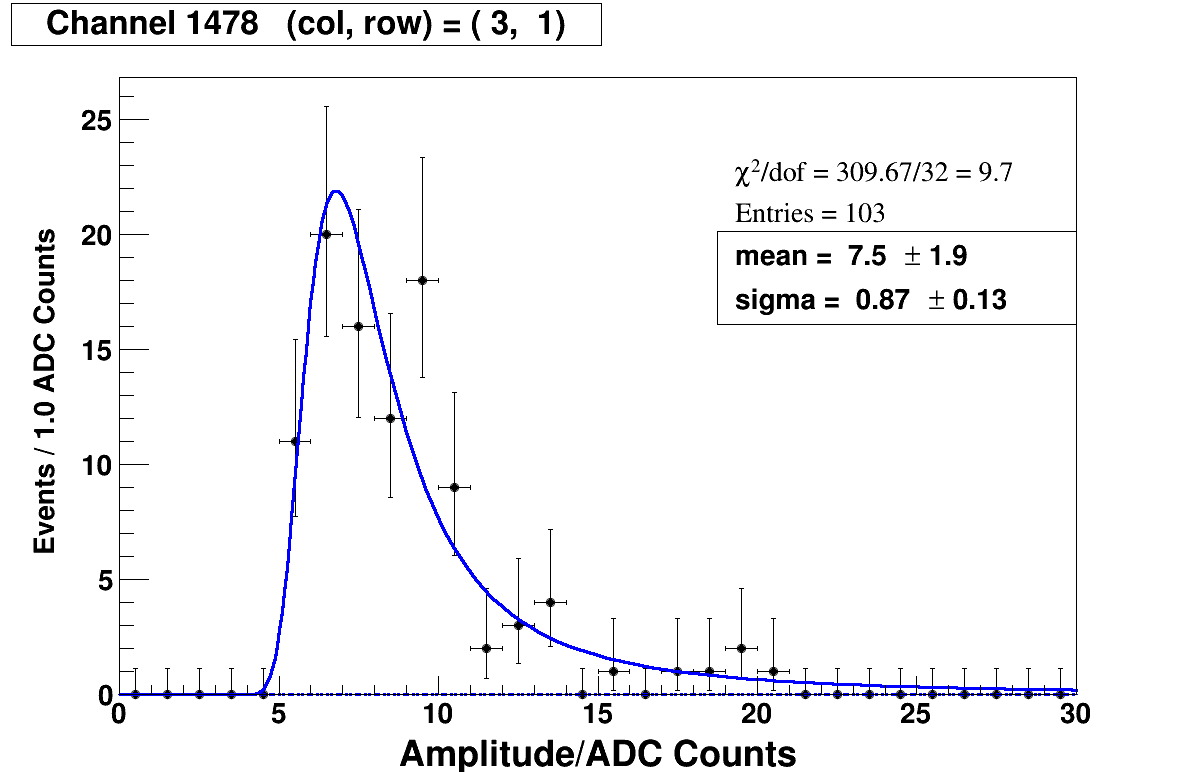 Channel 1478 (col, row) = ( 3, 1)
χ²/dof = 309.67/32 = 9.7
Entries = 103
mean = 7.5 ± 1.9
sigma = 0.87 ± 0.13
Events / 1.0 ADC Counts
25
20
15
10
5
0
0 5 10 15 20 25 30
Amplitude/ADC Counts